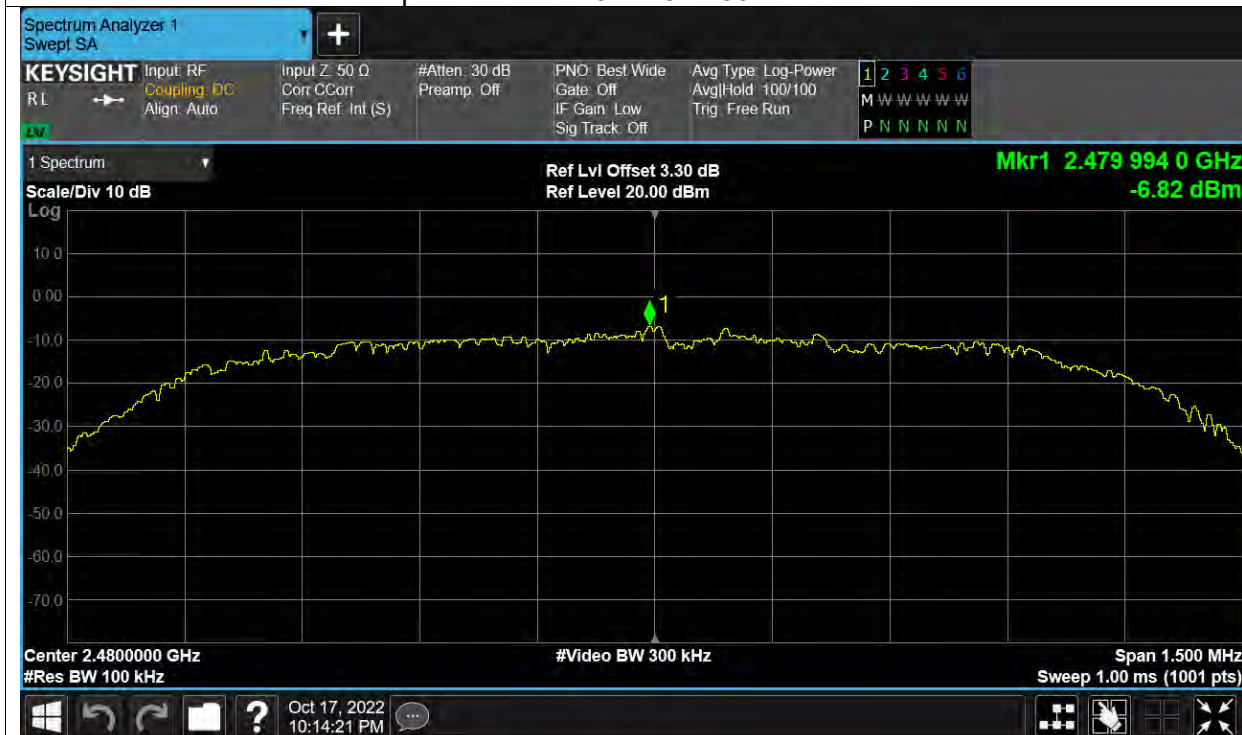 Spectrum Analyzer 1
Swept SA
+
KEYSIGHT Input: RF Input Z: 50 Ω #Atten: 30 dB PNO: Best Wide Avg Type: Log-Power 1 2 3 4 5 6
RL Coupling: DC Corr CCorr Preamp: Off Gate: Off Avg|Hold: 100/100 M W W W W W
Align: Auto Freq Ref: Int (S) IF Gain: Low Trig: Free Run
Sig Track: Off P N N N N N
1 Spectrum Ref Lvl Offset 3.30 dB Mkr1 2.479 994 0 GHz
Scale/Div 10 dB Ref Level 20.00 dBm -6.82 dBm
Log
10.0
0.00
1
-10.0
-20.0
-30.0
-40.0
-50.0
-60.0
-70.0
Center 2.4800000 GHz #Video BW 300 kHz Span 1.500 MHz
#Res BW 100 kHz Sweep 1.00 ms (1001 pts)
? Oct 17, 2022
10:14:21 PM